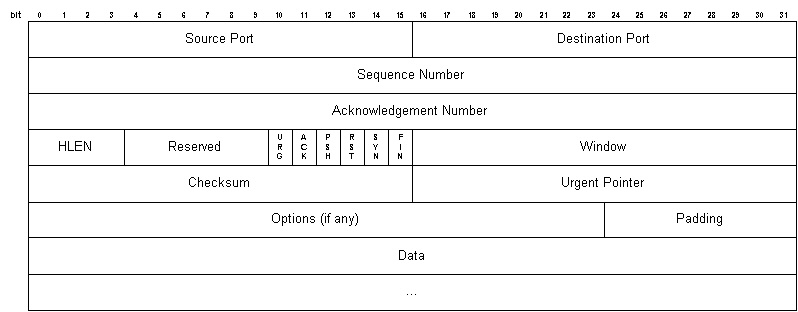 bit 0 1 2 3 4 5 6 7 8 9 10 11 12 13 14 15 16 17 18 19 20 21 22 23 24 25 26 27 28 29 30 31
Source Port Destination Port
Sequence Number
Acknowledgement Number
HLEN Reserved URG ACK PSH RST SYN FIN Window
Checksum Urgent Pointer
Options (if any) Padding
Data
...